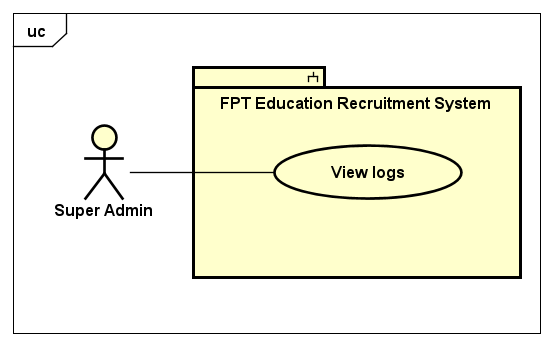 uc
FPT Education Recruitment System
View logs
Super Admin